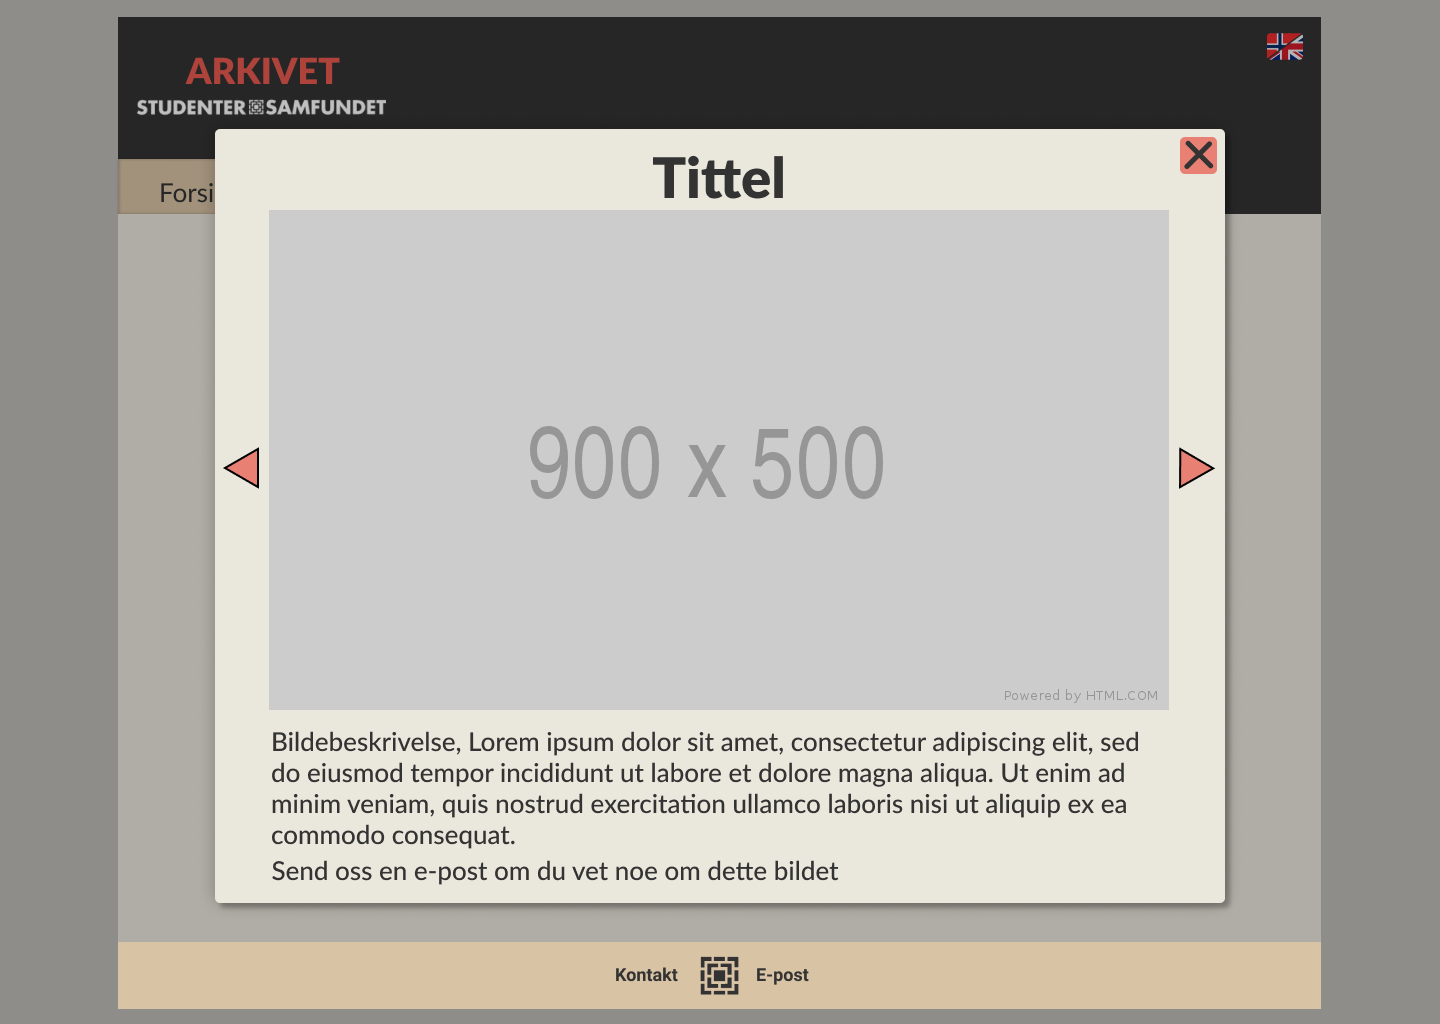 ARKIVET
STUDENTER SAMFUNDET
Forsi
Tittel
900 x 500
Powered by HTML.COM
Bildebeskrivelse, Lorem ipsum dolor sit amet, consectetur adipiscing elit, sed
do eiusmod tempor incididunt ut labore et dolore magna aliqua. Ut enim ad
minim veniam, quis nostrud exercitation ullamco laboris nisi ut aliquip ex ea
commodo consequat.
Send oss en e-post om du vet noe om dette bildet
Kontakt E-post